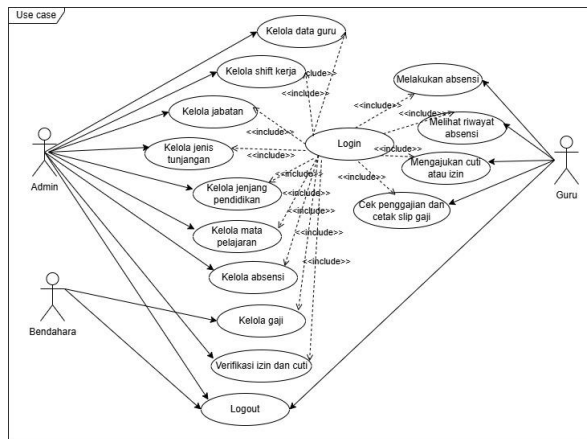 Use case
Kelola data guru
Kelola shift kerja
<<include>>
<<include>>
Melakukan absensi
Kelola jabatan
<<include>>
<<include>>
Melihat riwayat
absensi
Login
Kelola jenis
tunjangan
<<include>>
<<include>>
Mengajukan cuti
atau izin
Admin
Guru
Kelola jenjang
pendidikan
<<include>>
<<include>>
<<include>>
Cek penggajian dan
cetak slip gaji
Kelola mata
pelajaran
<<include>>
<<include>>
Kelola absensi
<<include>>
Bendahara
Kelola gaji
Verifikasi izin dan cuti
Logout